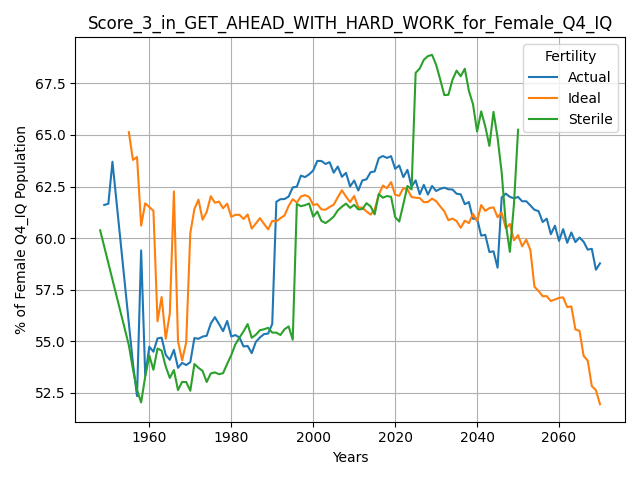 Score_3_in_GET_AHEAD_WITH_HARD_WORK_for_Female_Q4_IQ
Fertility
Actual
Ideal
Sterile
% of Female Q4_IQ Population
67.5
65.0
62.5
60.0
57.5
55.0
52.5
1960 1980 2000 2020 2040 2060
Years